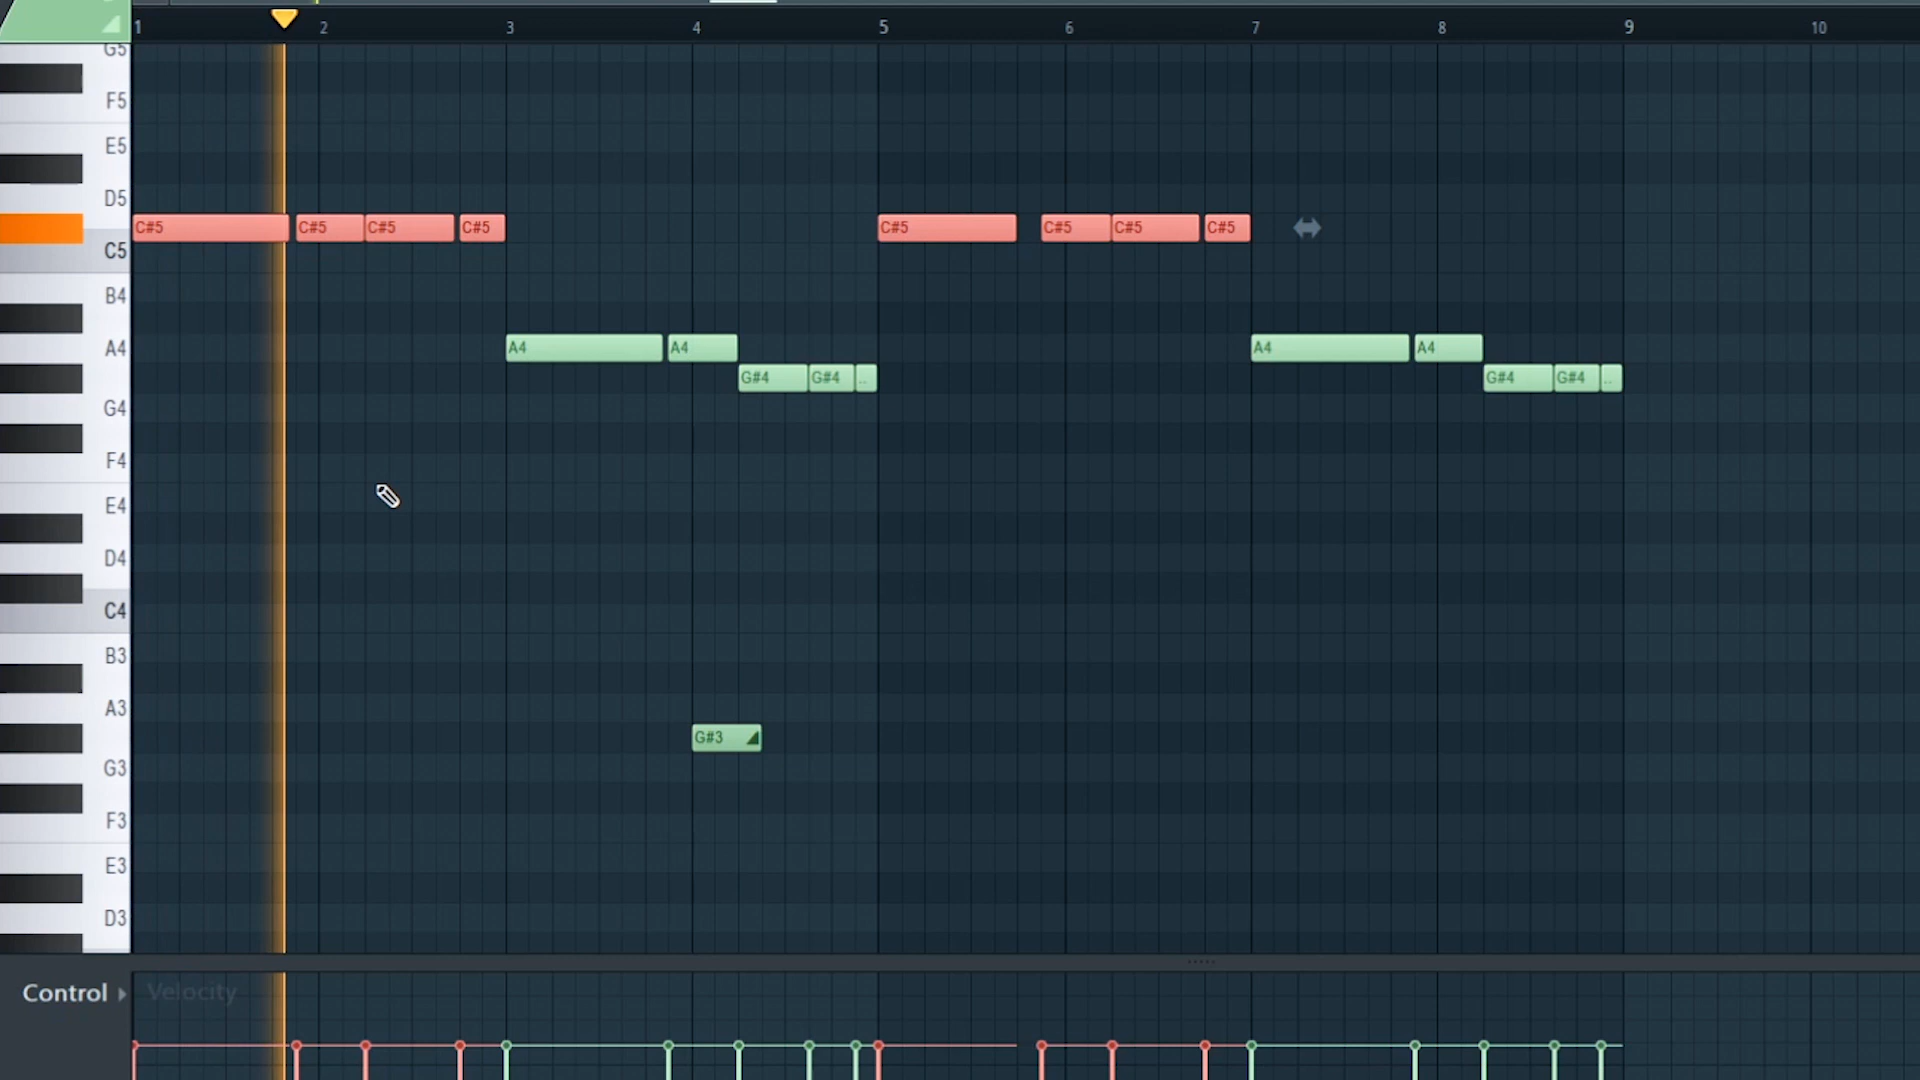 1 2 3 4 5 6 7 8 9 10
G5
F5
E5
D5
C#5 C#5 C#5 C#5 C#5 C#5 C#5 C#5
C5
B4
A4 A4 A4 A4 A4
G#4 G#4 .. G#4 G#4 ..
G4
F4
E4
D4
C4
B3
A3
G#3
G3
F3
E3
D3
Control Velocity